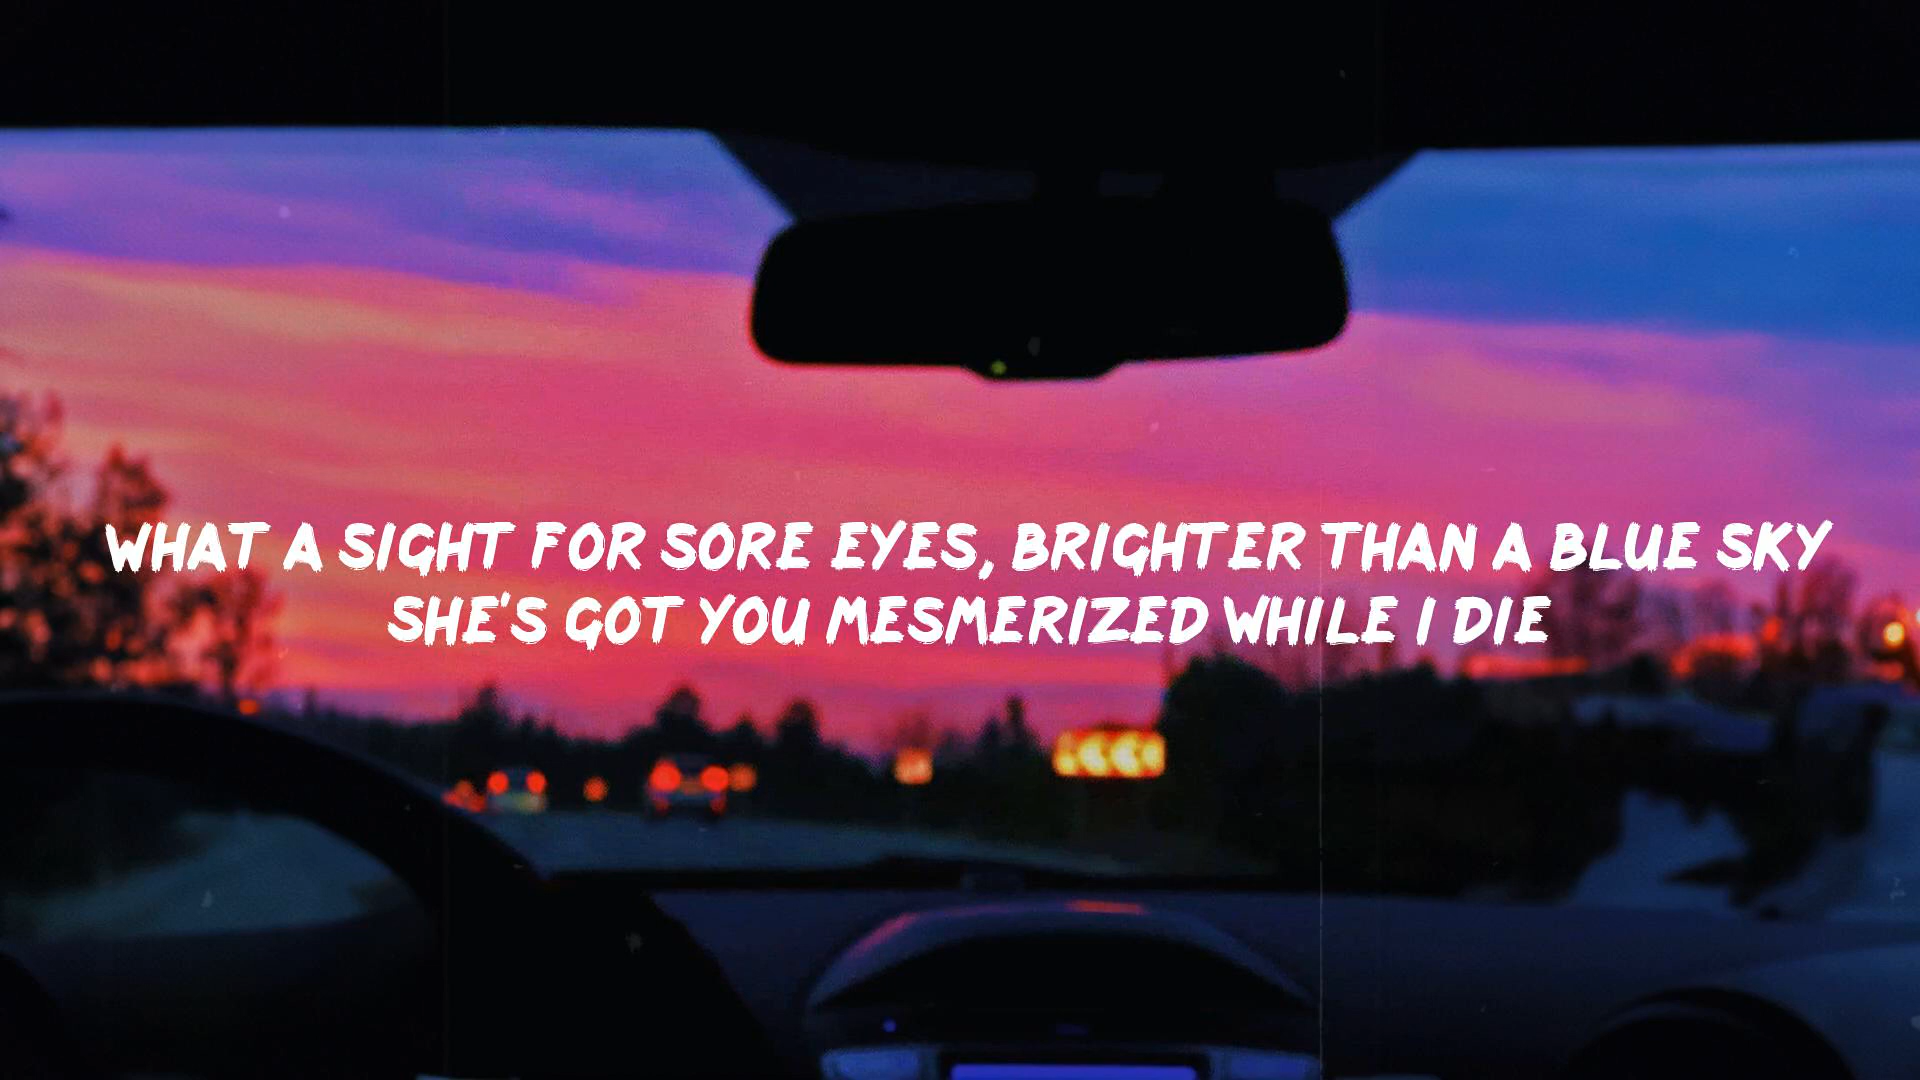 WHAT A SIGHT FOR SORE EYES, BRIGHTER THAN A BLUE SKY
SHE'S GOT YOU MESMERIZED WHILE I DIE